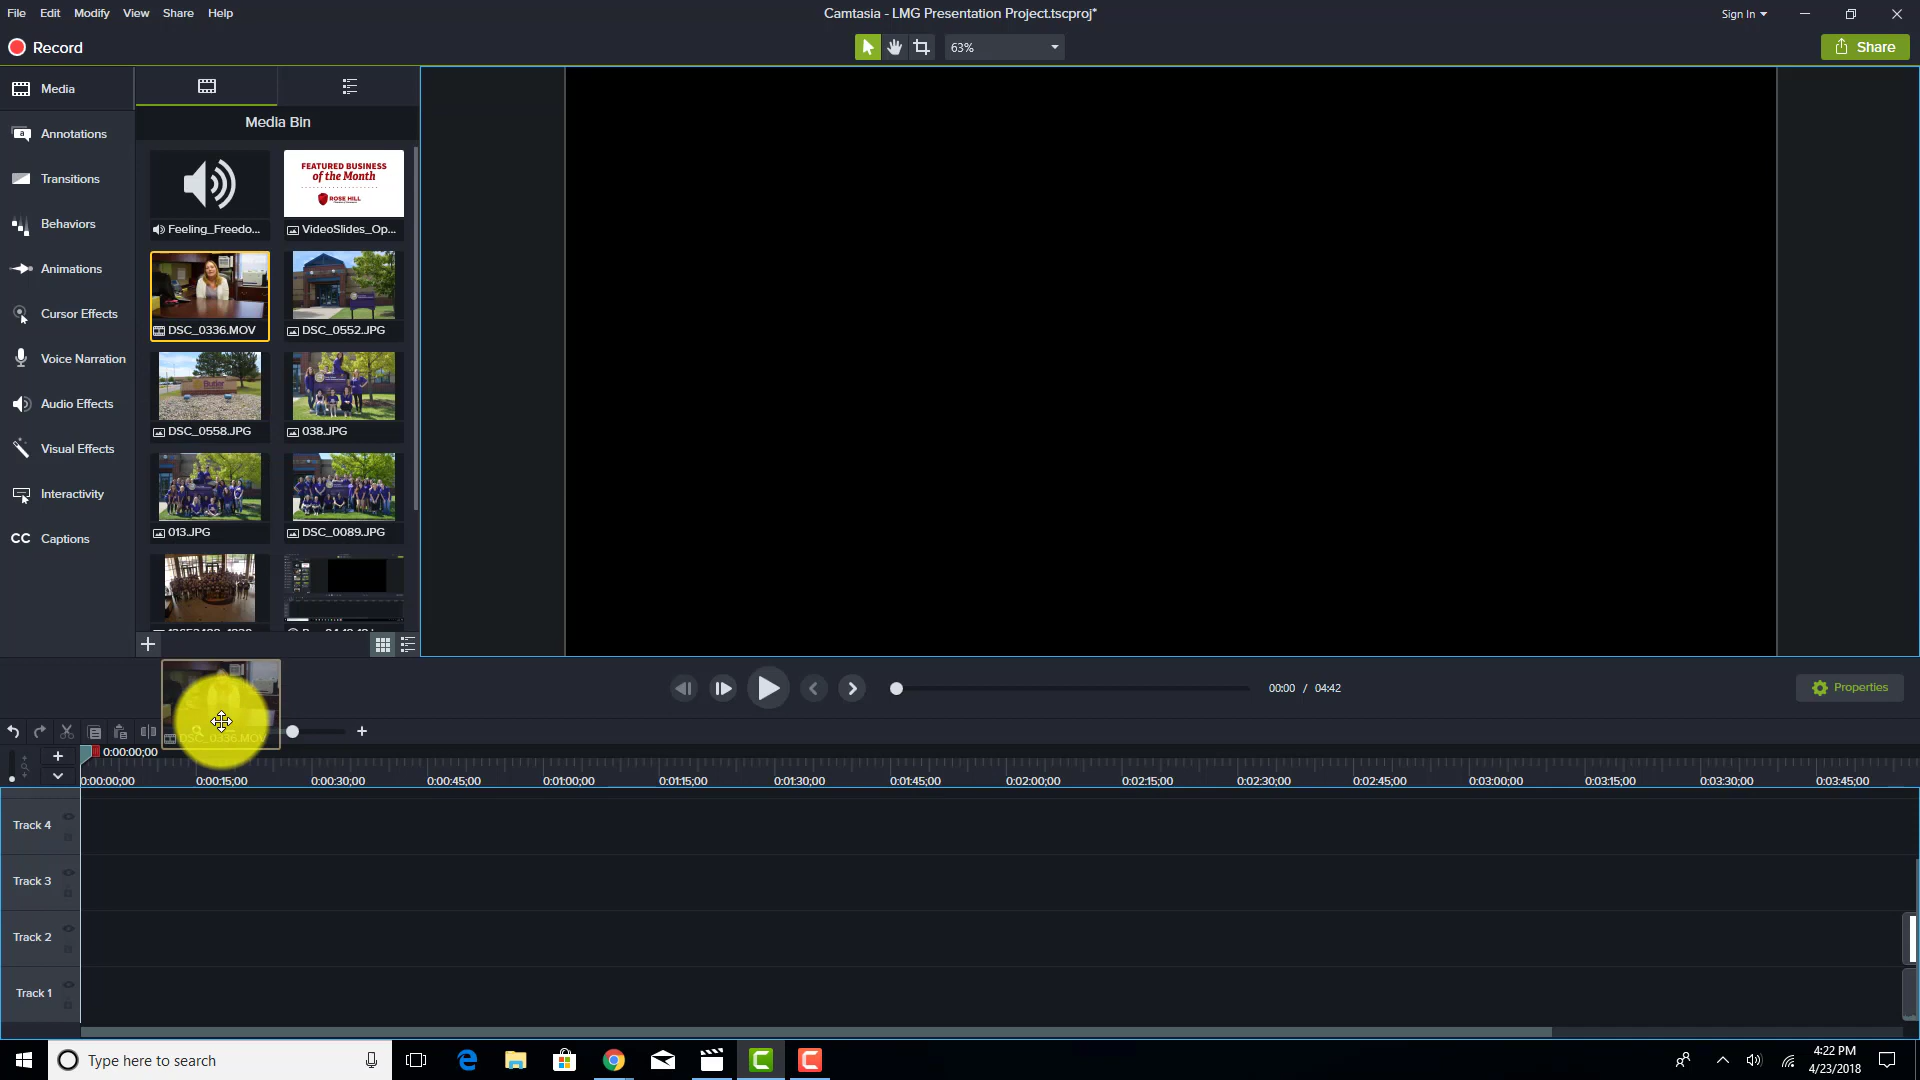 File Edit Modify View Share Help
Camtasia - LMG Presentation Project.tscproj*
Sign In
Record
63%
Share
Media
Annotations
Transitions
Behaviors
Animations
Cursor Effects
Voice Narration
Audio Effects
Visual Effects
Interactivity
CC Captions
Media Bin
FEATURED BUSINESS
of the Month
ROSE HILL
Feeling_Freedo...
VideoSlides_Op...
DSC_0336.MOV
DSC_0552.JPG
Butler
DSC_0558.JPG
038.JPG
013.JPG
DSC_0089.JPG
DSC_0336.MOV
00:00 / 04:42
Properties
0:00:00;00
0:00:00;00 0:00:15;00 0:00:30;00 0:00:45;00 0:01:00;00 0:01:15;00 0:01:30;00 0:01:45;00 0:02:00;00 0:02:15;00 0:02:30;00 0:02:45;00 0:03:00;00 0:03:15;00 0:03:30;00 0:03:45;00
Track 4
Track 3
Track 2
Track 1
Type here to search
4:22 PM
4/23/2018